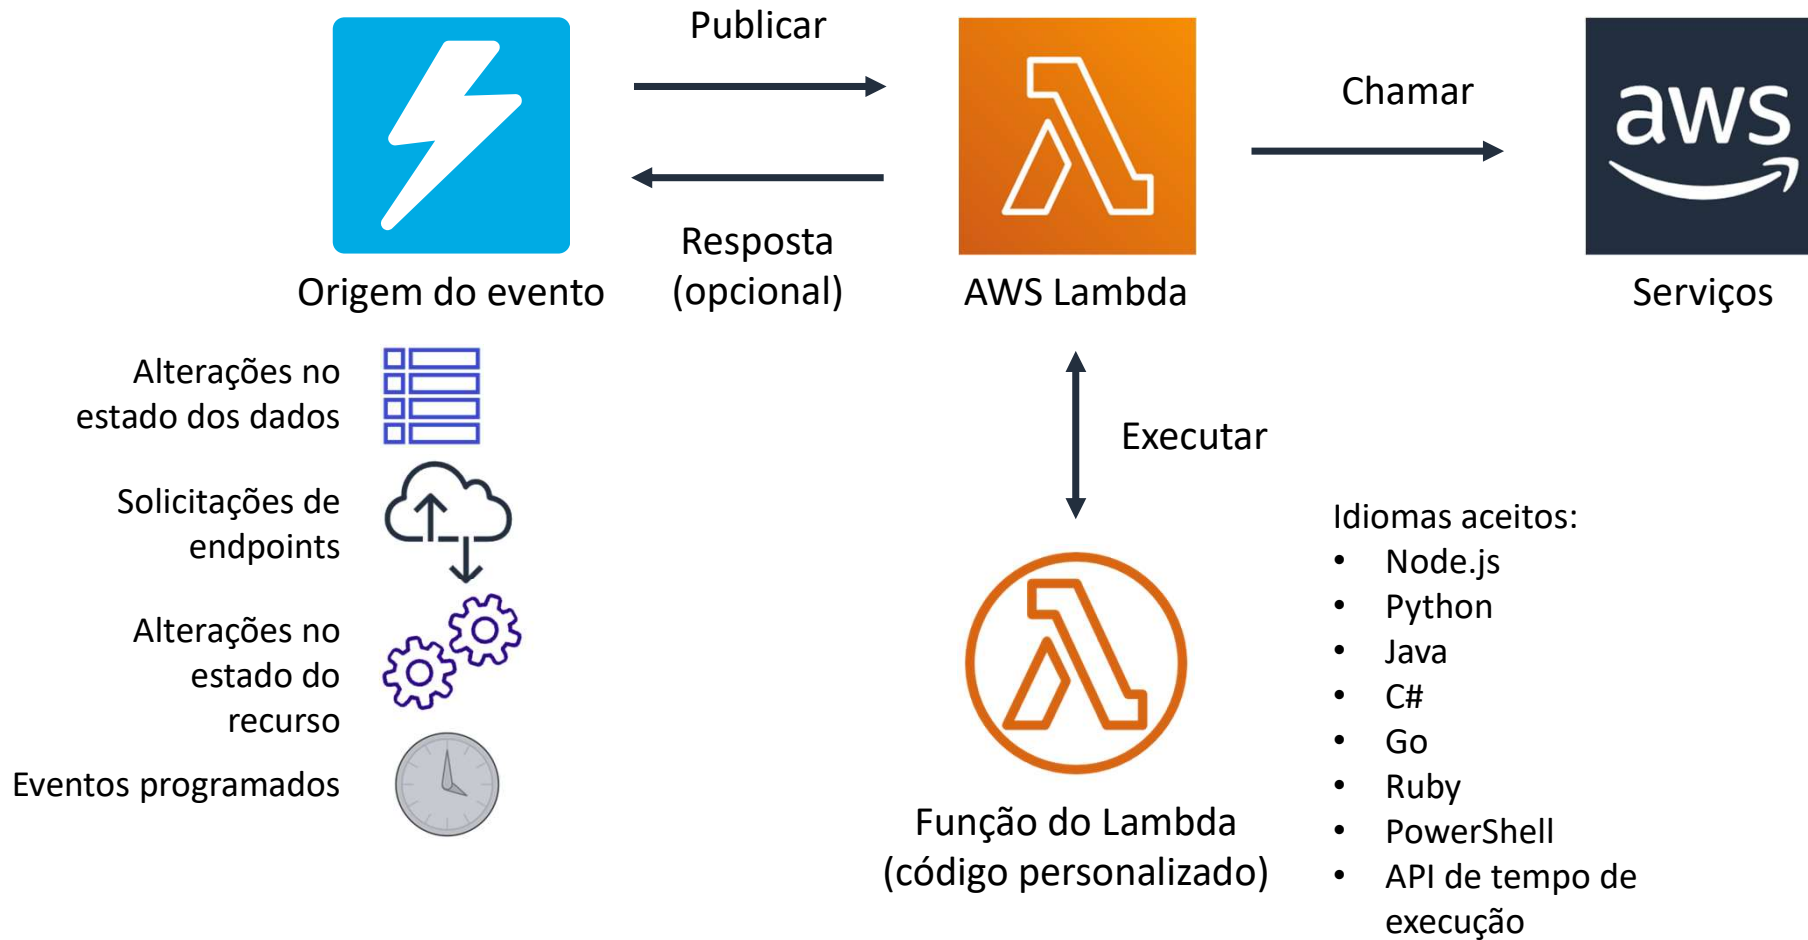 Publicar
Chamar
aws
Resposta
(opcional)
Origem do evento
AWS Lambda
Serviços
Alterações no
estado dos dados
Executar
Solicitações de
endpoints
Alterações no
estado do
recurso
Eventos programados
Função do Lambda
(código personalizado)
Idiomas aceitos:
• Node.js
• Python
• Java
• C#
• Go
• Ruby
• PowerShell
• API de tempo de
execução